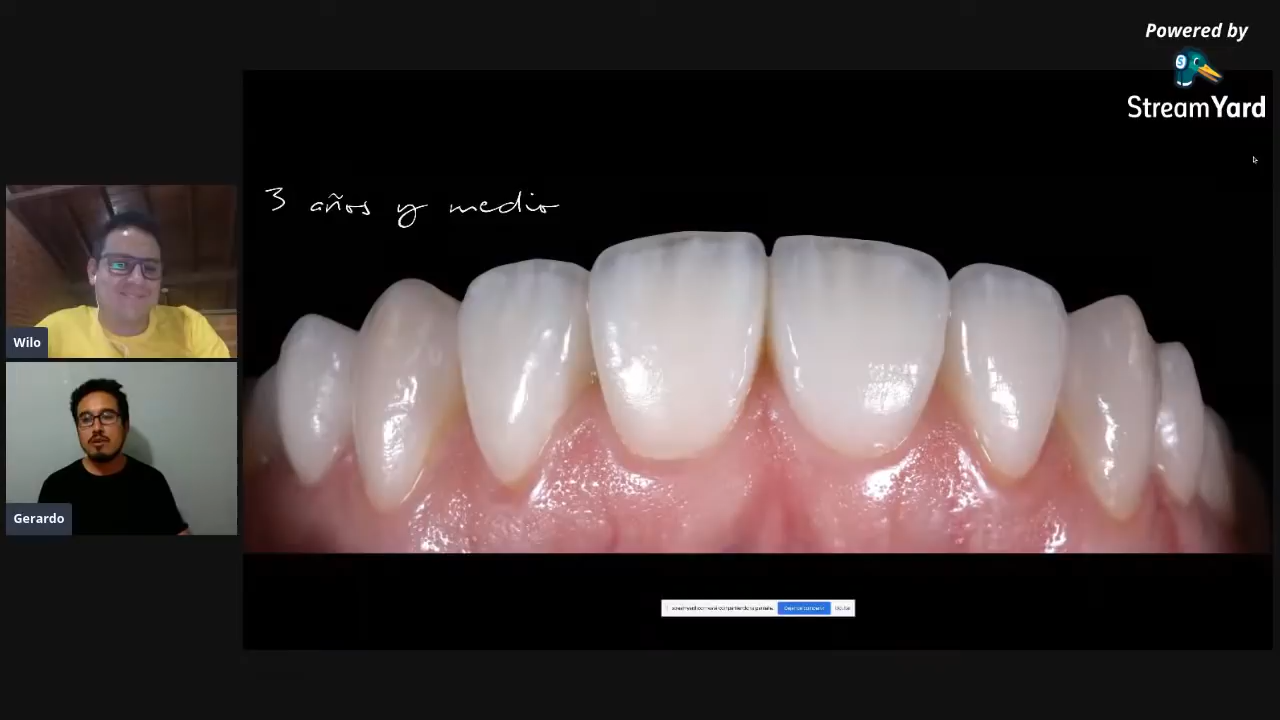 Powered by
StreamYard
3 años y medio
Wilo
Gerardo